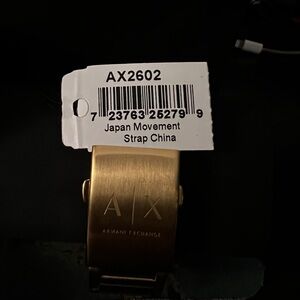 AX2602
7 23763 25279 9
Japan Movement
Strap China
A|X
ARMANI EXCHANGE